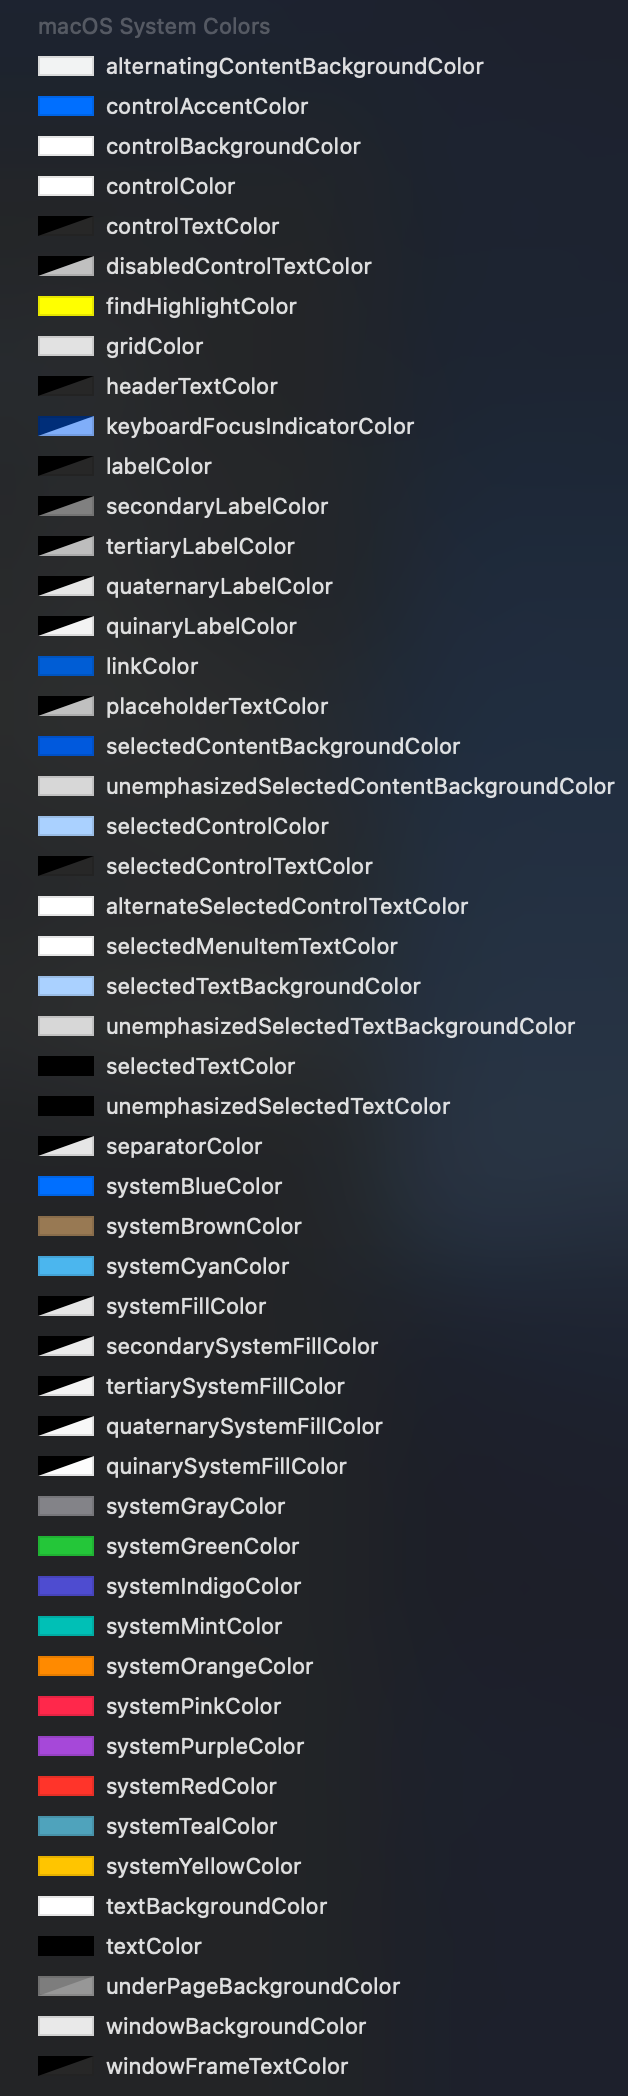 macOS System Colors
alternatingContentBackgroundColor
controlAccentColor
controlBackgroundColor
controlColor
controlTextColor
disabledControlTextColor
findHighlightColor
gridColor
headerTextColor
keyboardFocusIndicatorColor
labelColor
secondaryLabelColor
tertiaryLabelColor
quaternaryLabelColor
quinaryLabelColor
linkColor
placeholderTextColor
selectedContentBackgroundColor
unemphasizedSelectedContentBackgroundColor
selectedControlColor
selectedControlTextColor
alternateSelectedControlTextColor
selectedMenuItemTextColor
selectedTextBackgroundColor
unemphasizedSelectedTextBackgroundColor
selectedTextColor
unemphasizedSelectedTextColor
separatorColor
systemBlueColor
systemBrownColor
systemCyanColor
systemFillColor
secondarySystemFillColor
tertiarySystemFillColor
quaternarySystemFillColor
quinarySystemFillColor
systemGrayColor
systemGreenColor
systemIndigoColor
systemMintColor
systemOrangeColor
systemPinkColor
systemPurpleColor
systemRedColor
systemTealColor
systemYellowColor
textBackgroundColor
textColor
underPageBackgroundColor
windowBackgroundColor
windowFrameTextColor